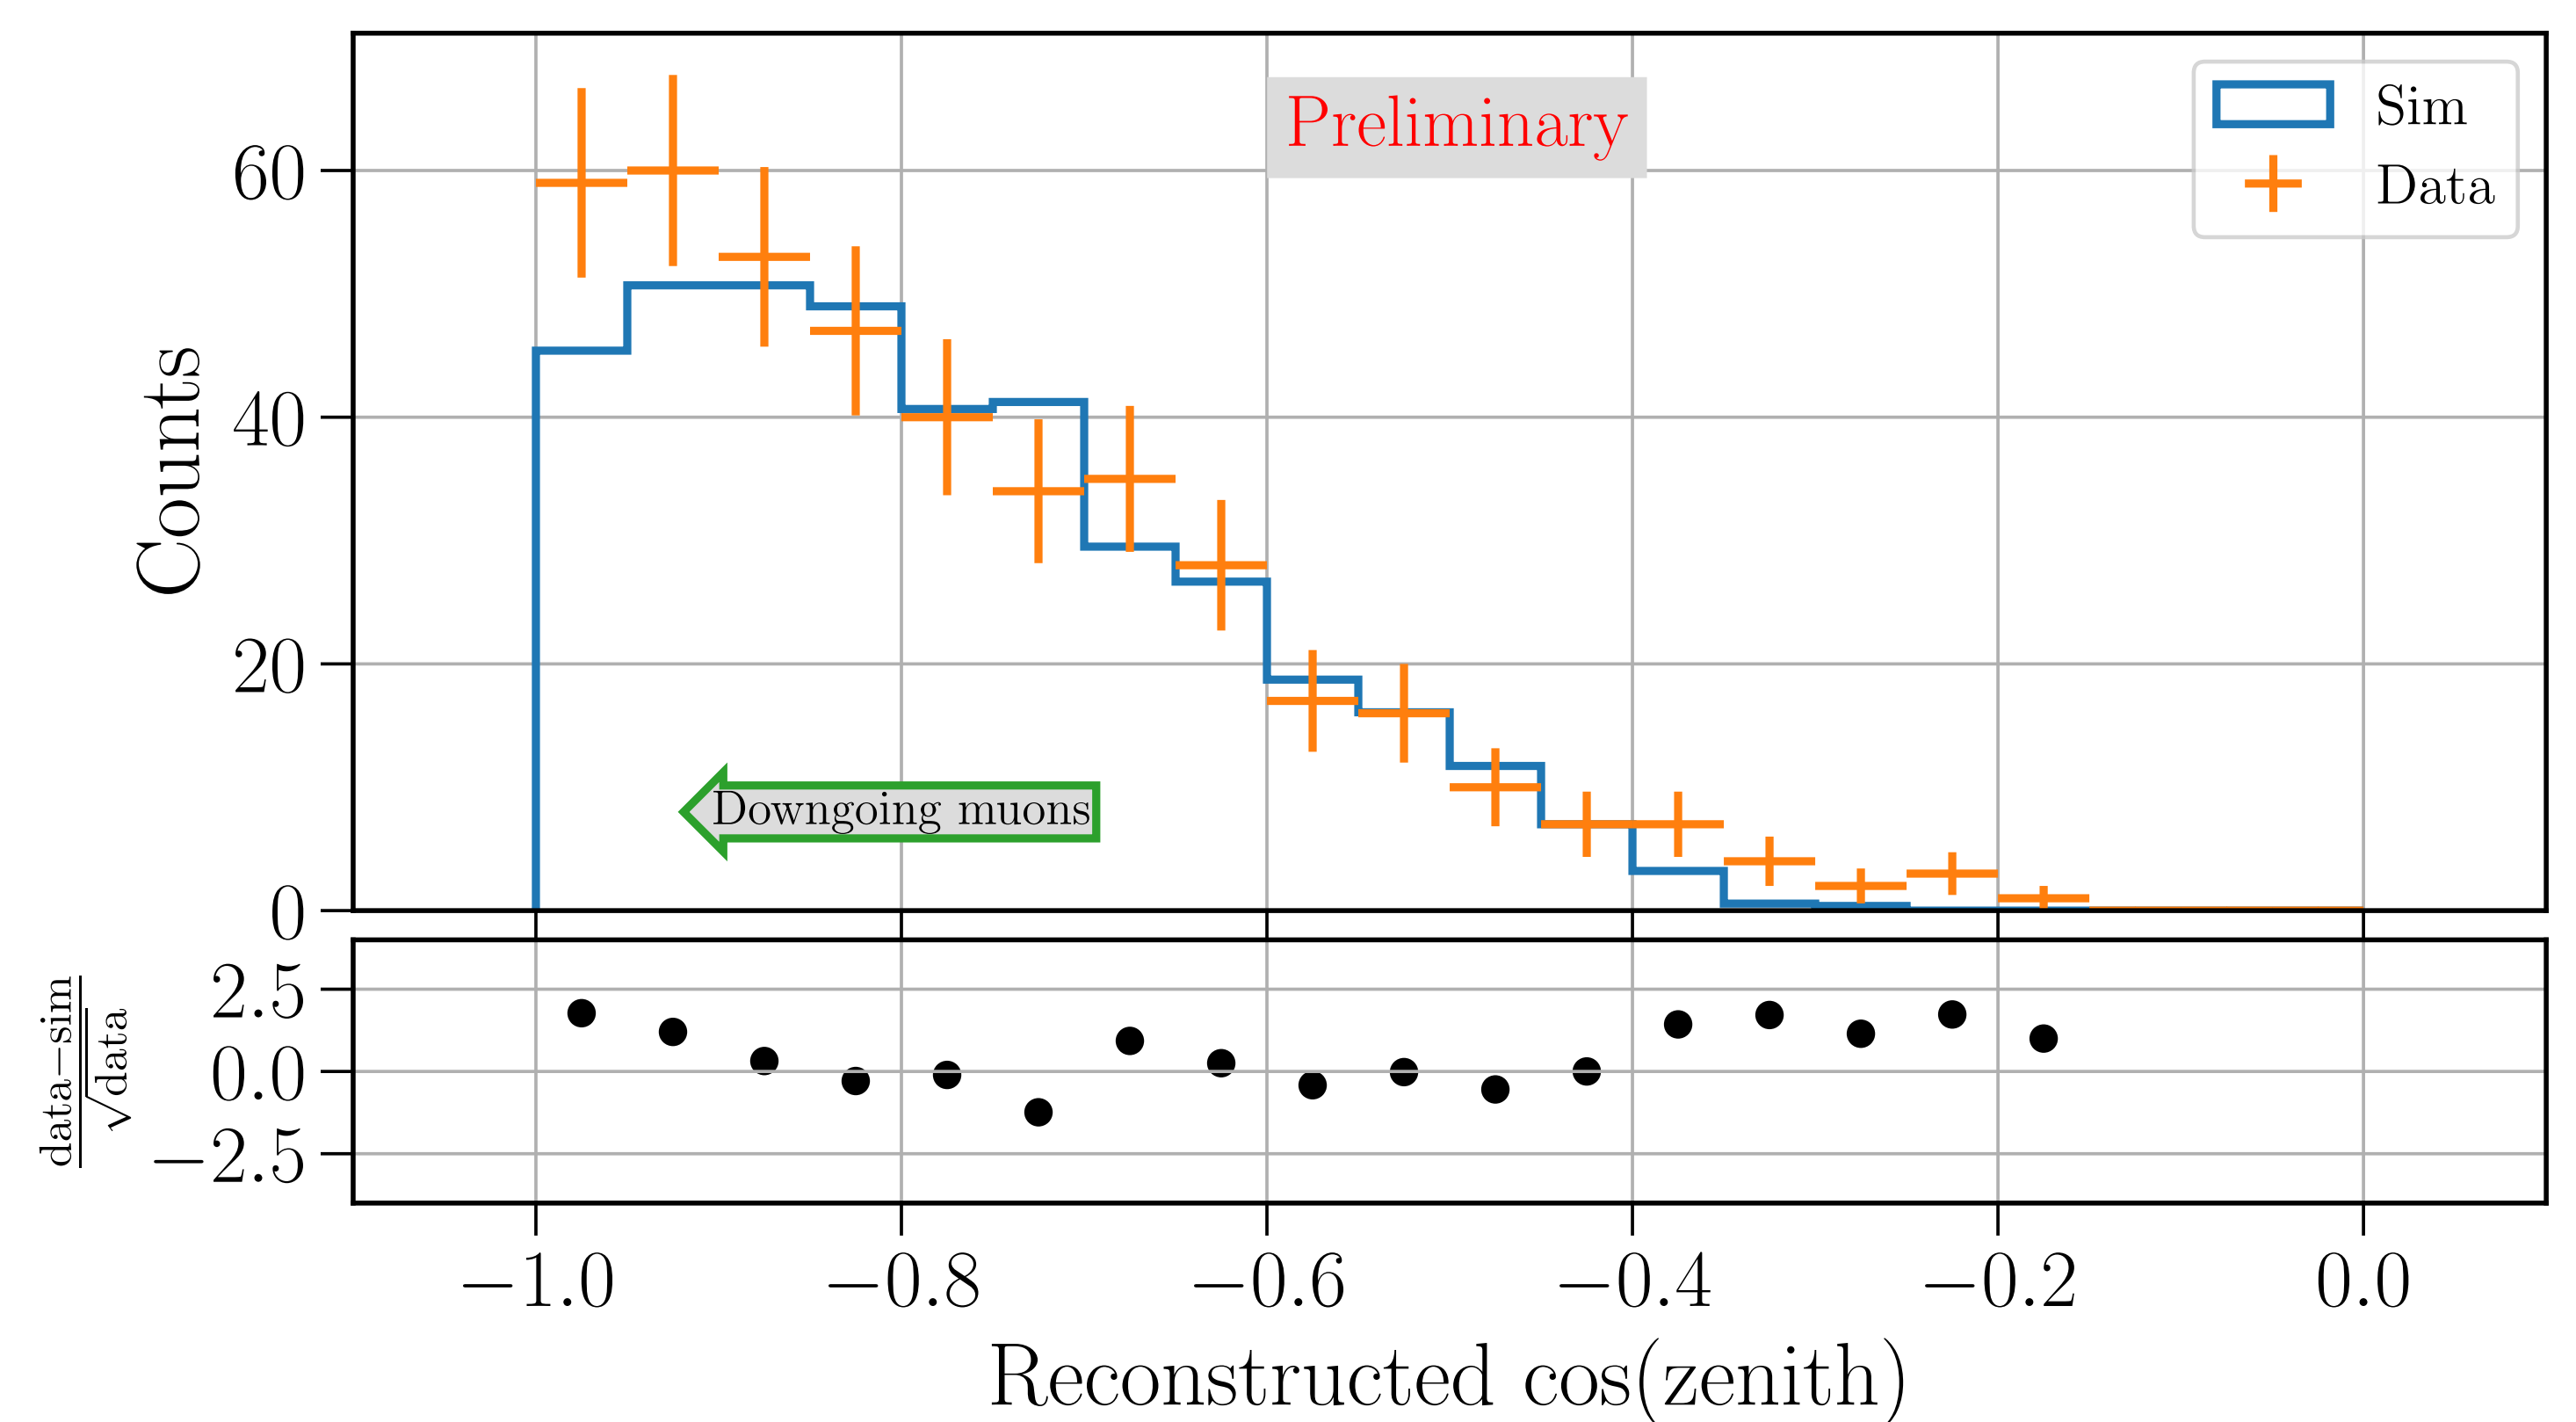 Preliminary
Sim
Data
60
40
20
0
Counts
Downgoing muons
2.5
0.0
−2.5
data−sim
√data
−1.0 −0.8 −0.6 −0.4 −0.2 0.0
Reconstructed cos(zenith)